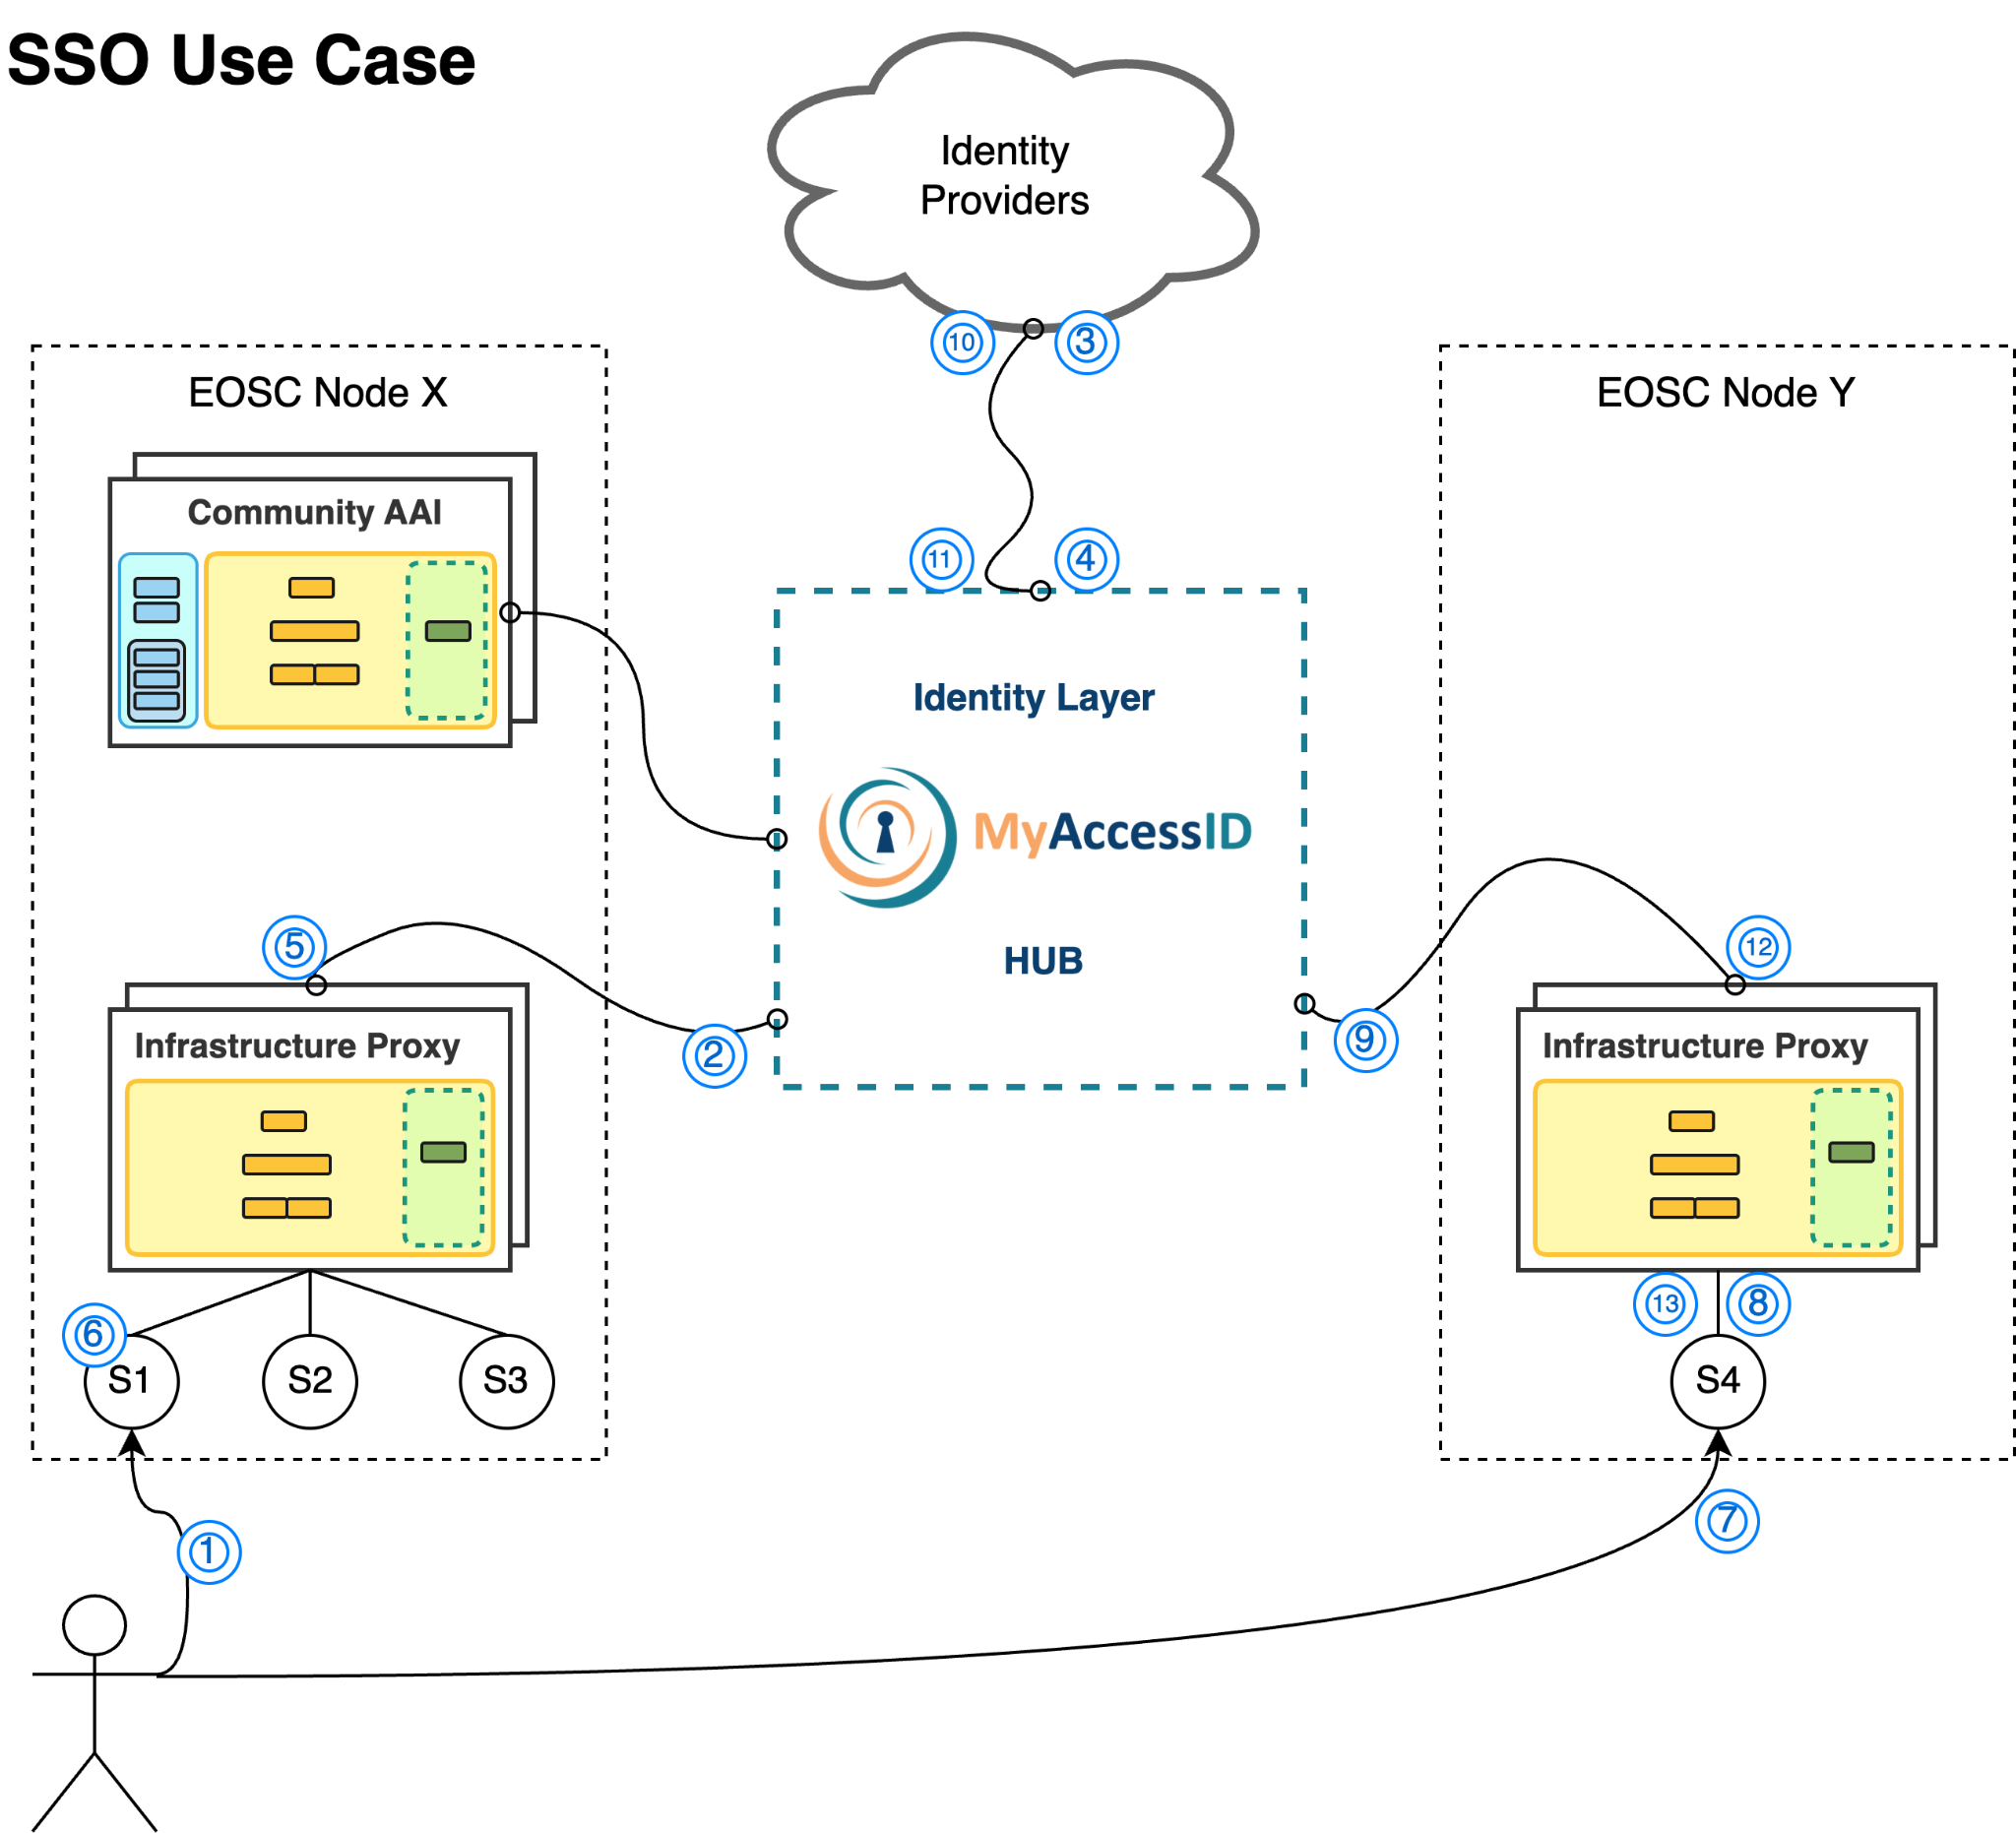 SSO Use Case
Identity
Providers
10
3
EOSC Node X
EOSC Node Y
Community AAI
11
4
Identity Layer
MyAccessID
HUB
5
12
2
9
Infrastructure Proxy
Infrastructure Proxy
6
13
8
S1
S2
S3
S4
7
1